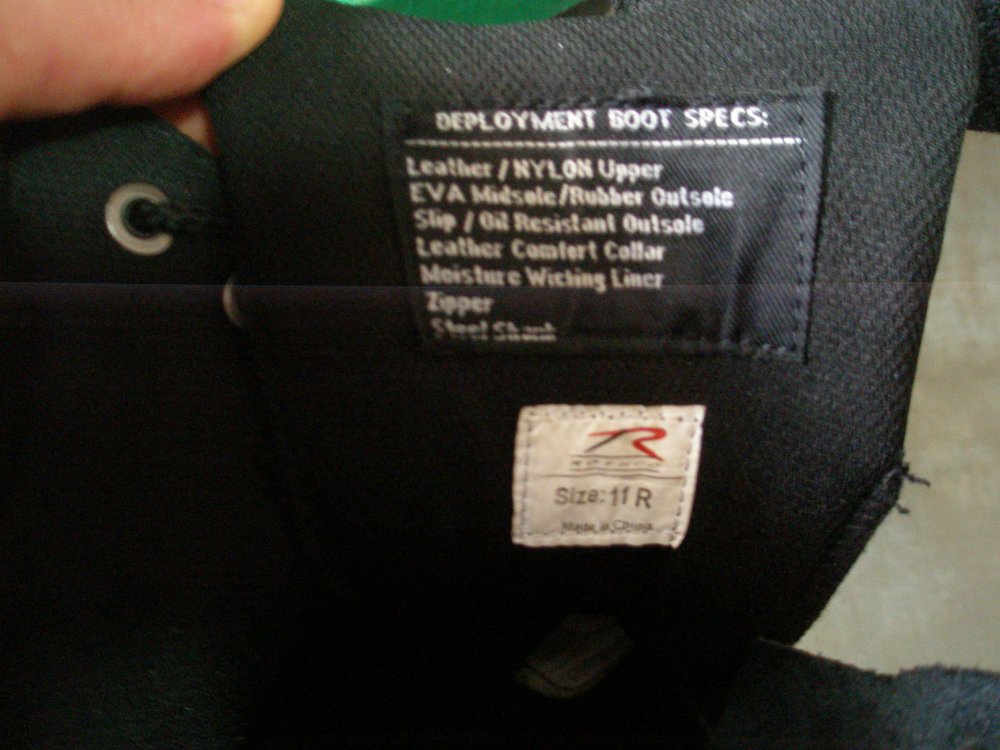 DEPLOYMENT BOOT SPECS:
Leather / NYLON Upper
EVA Midsole/Rubber Outsole
Slip / Oil Resistant Outsole
Leather Comfort Collar
Moisture Wicking Liner
Zipper
Steel Shank
R
ROTHCO
Size: 11 R
Made in China